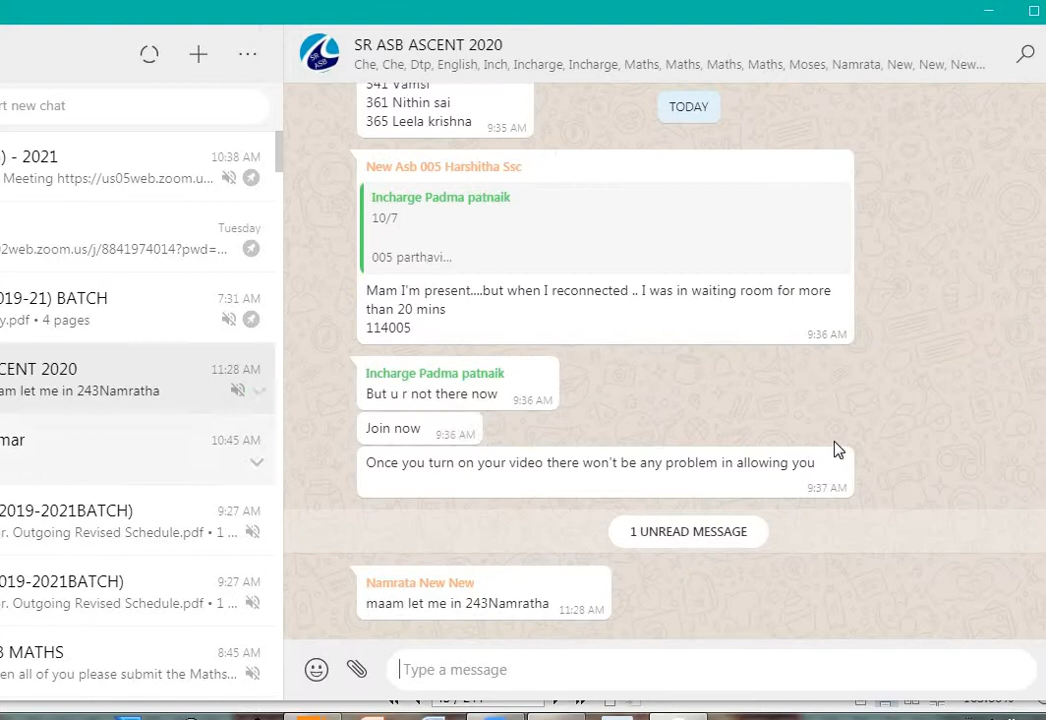 SR ASB ASCENT 2020
Che, Che, Dtp, English, Inch, Incharge, Incharge, Maths, Maths, Maths, Maths, Moses, Namrata, New, New, New...
rt new chat
) - 2021
10:38 AM
Meeting https://us05web.zoom.u...
Tuesday
02web.zoom.us/j/8841974014?pwd=...
019-21) BATCH
7:31 AM
y.pdf • 4 pages
CENT 2020
11:28 AM
aam let me in 243Namratha
mar
10:45 AM
2019-2021BATCH)
9:27 AM
r. Outgoing Revised Schedule.pdf • 1 ...
019-2021BATCH)
9:27 AM
r. Outgoing Revised Schedule.pdf • 1 ...
B MATHS
8:45 AM
en all of you please submit the Maths...
341 Vamsi
361 Nithin sai
365 Leela krishna
9:35 AM
TODAY
New Asb 005 Harshitha Ssc
Incharge Padma patnaik
10/7
005 parthavi...
Mam I'm present....but when I reconnected .. I was in waiting room for more
than 20 mins
114005
9:36 AM
Incharge Padma patnaik
But u r not there now
9:36 AM
Join now
9:36 AM
Once you turn on your video there won't be any problem in allowing you
9:37 AM
1 UNREAD MESSAGE
Namrata New New
maam let me in 243Namratha
11:28 AM
Type a message